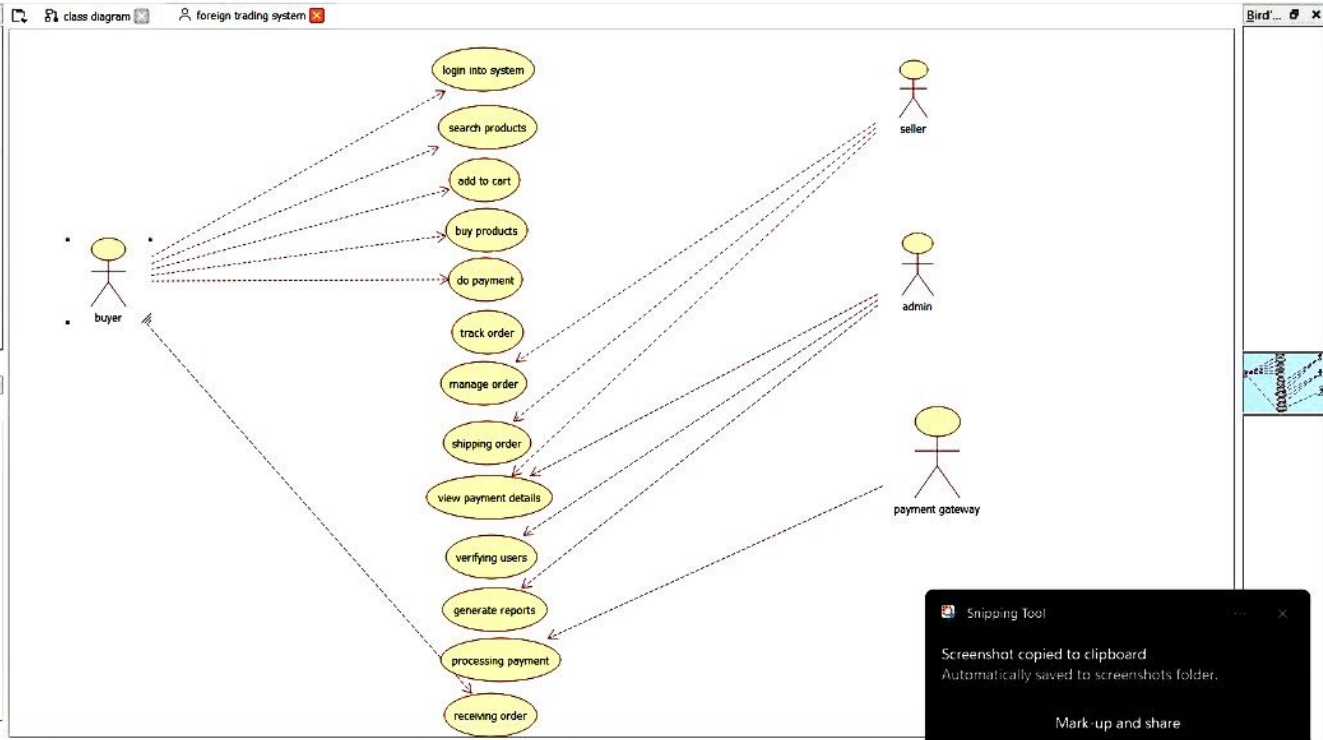 class diagram
foreign trading system
Bird'...
login into system
search products
add to cart
buy products
do payment
track order
manage order
shipping order
view payment details
verifying users
generate reports
processing payment
receiving order
buyer
seller
admin
payment gateway
Snipping Tool
Screenshot copied to clipboard
Automatically saved to screenshots folder.
Mark-up and share